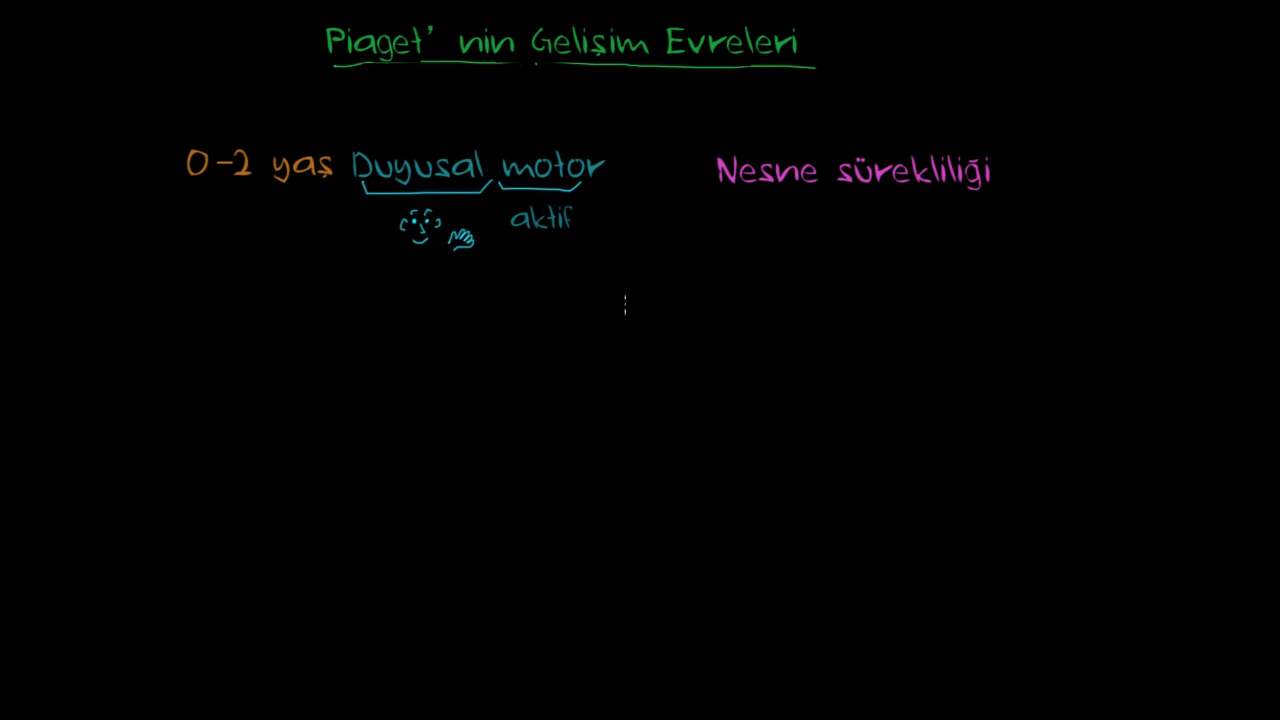 Piaget' nin Gelişim Evreleri
0-2 yaş Duyusal motor Nesne sürekliliği
aktif